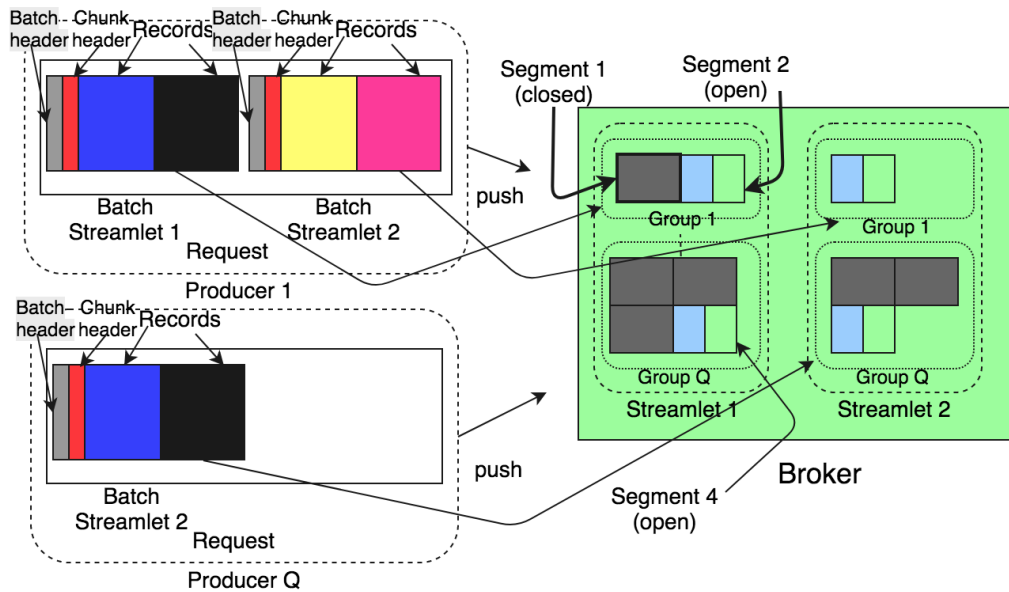 Batch
header
Chunk
header
Records
Batch
header
Chunk
header
Records
Batch
Streamlet 1
Batch
Streamlet 2
Request
Producer 1
push
Batch
header
Chunk
header
Records
Batch
Streamlet 2
Request
Producer Q
push
Segment 1
(closed)
Segment 2
(open)
Group 1
Group 1
Group Q
Group Q
Streamlet 1
Streamlet 2
Broker
Segment 4
(open)